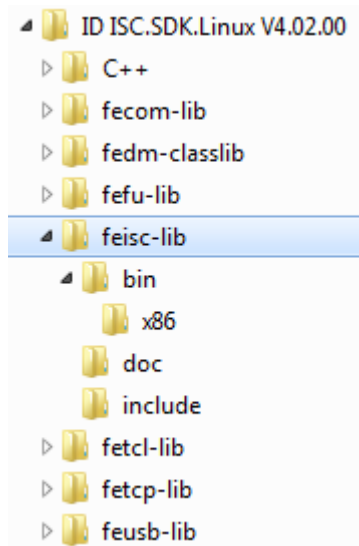 ID ISC.SDK.Linux V4.02.00
C++
fecom-lib
fedm-classlib
fefu-lib
feisc-lib
bin
x86
doc
include
fetcl-lib
fetcp-lib
feusb-lib